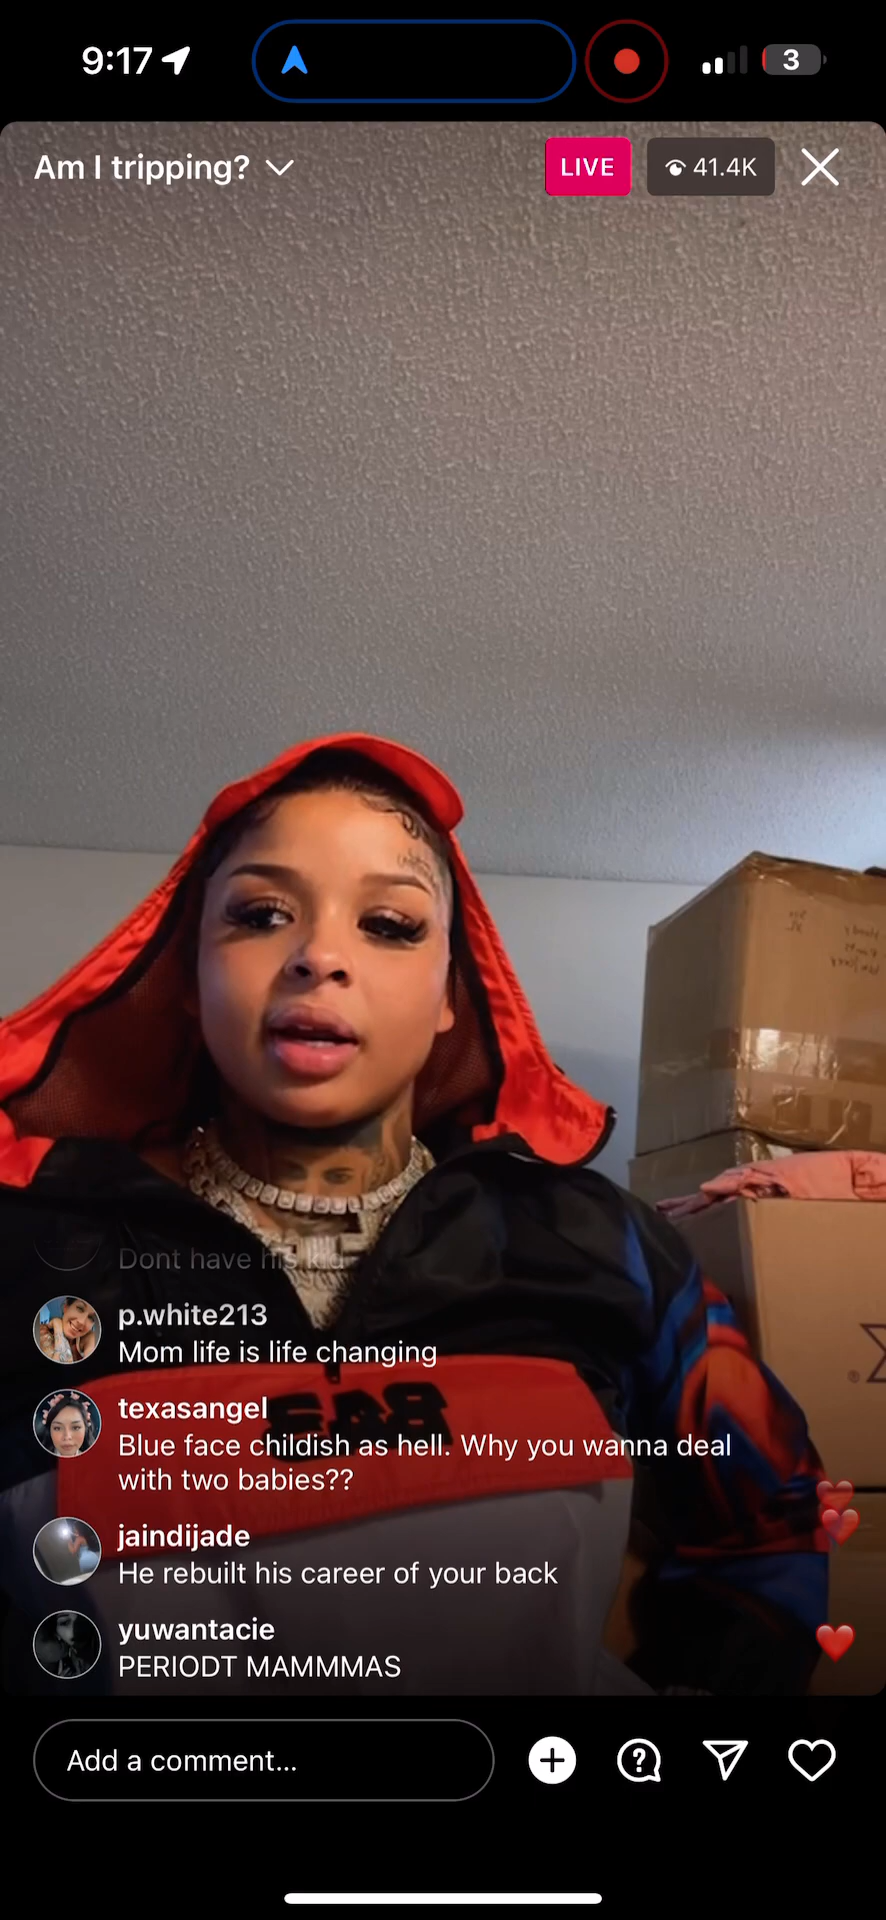 9:17
3
Am I tripping?
LIVE
41.4K
Dont have his kid
p.white213
Mom life is life changing
texasangel
Blue face childish as hell. Why you wanna deal
with two babies??
jaindijade
He rebuilt his career of your back
yuwantacie
PERIODT MAMMMAS
Add a comment...